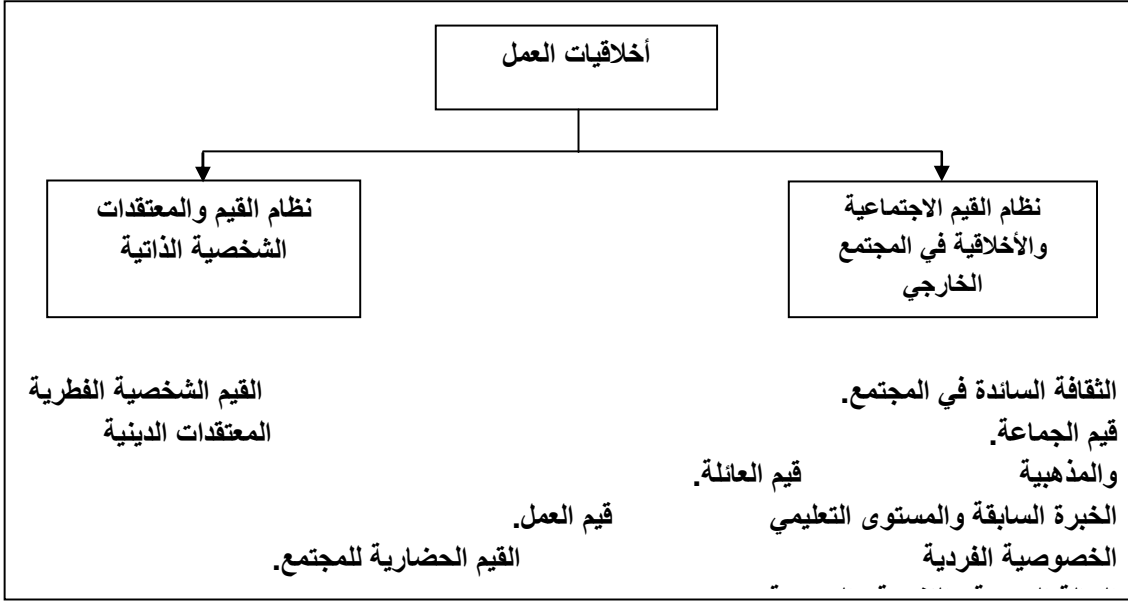 أخلاقيات العمل
نظام القيم الاجتماعية
والأخلاقية في المجتمع
الخارجي
نظام القيم والمعتقدات
الشخصية الذاتية
الثقافة السائدة في المجتمع. القيم الشخصية الفطرية
قيم الجماعة. المعتقدات الدينية
والمذهبية قيم العائلة.
الخبرة السابقة والمستوى التعليمي قيم العمل.
الخصوصية الفردية القيم الحضارية للمجتمع.